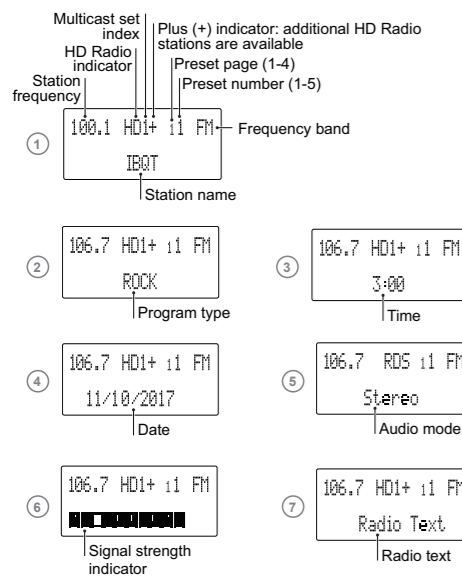 Multicast set
index
Plus (+) indicator: additional HD Radio
stations are available
HD Radio
indicator
Preset page (1-4)
Station
frequency
Preset number (1-5)
1
100.1 HD1+ 11 FM
Frequency band
IBQT
Station name
2
106.7 HD1+ 11 FM
ROCK
Program type
3
106.7 HD1+ 11 FM
3:00
Time
4
106.7 HD1+ 11 FM
11/10/2017
Date
5
106.7 RDS 11 FM
Stereo
Audio mode
6
106.7 HD1+ 11 FM
Signal strength
indicator
7
106.7 HD1+ 11 FM
Radio Text
Radio text